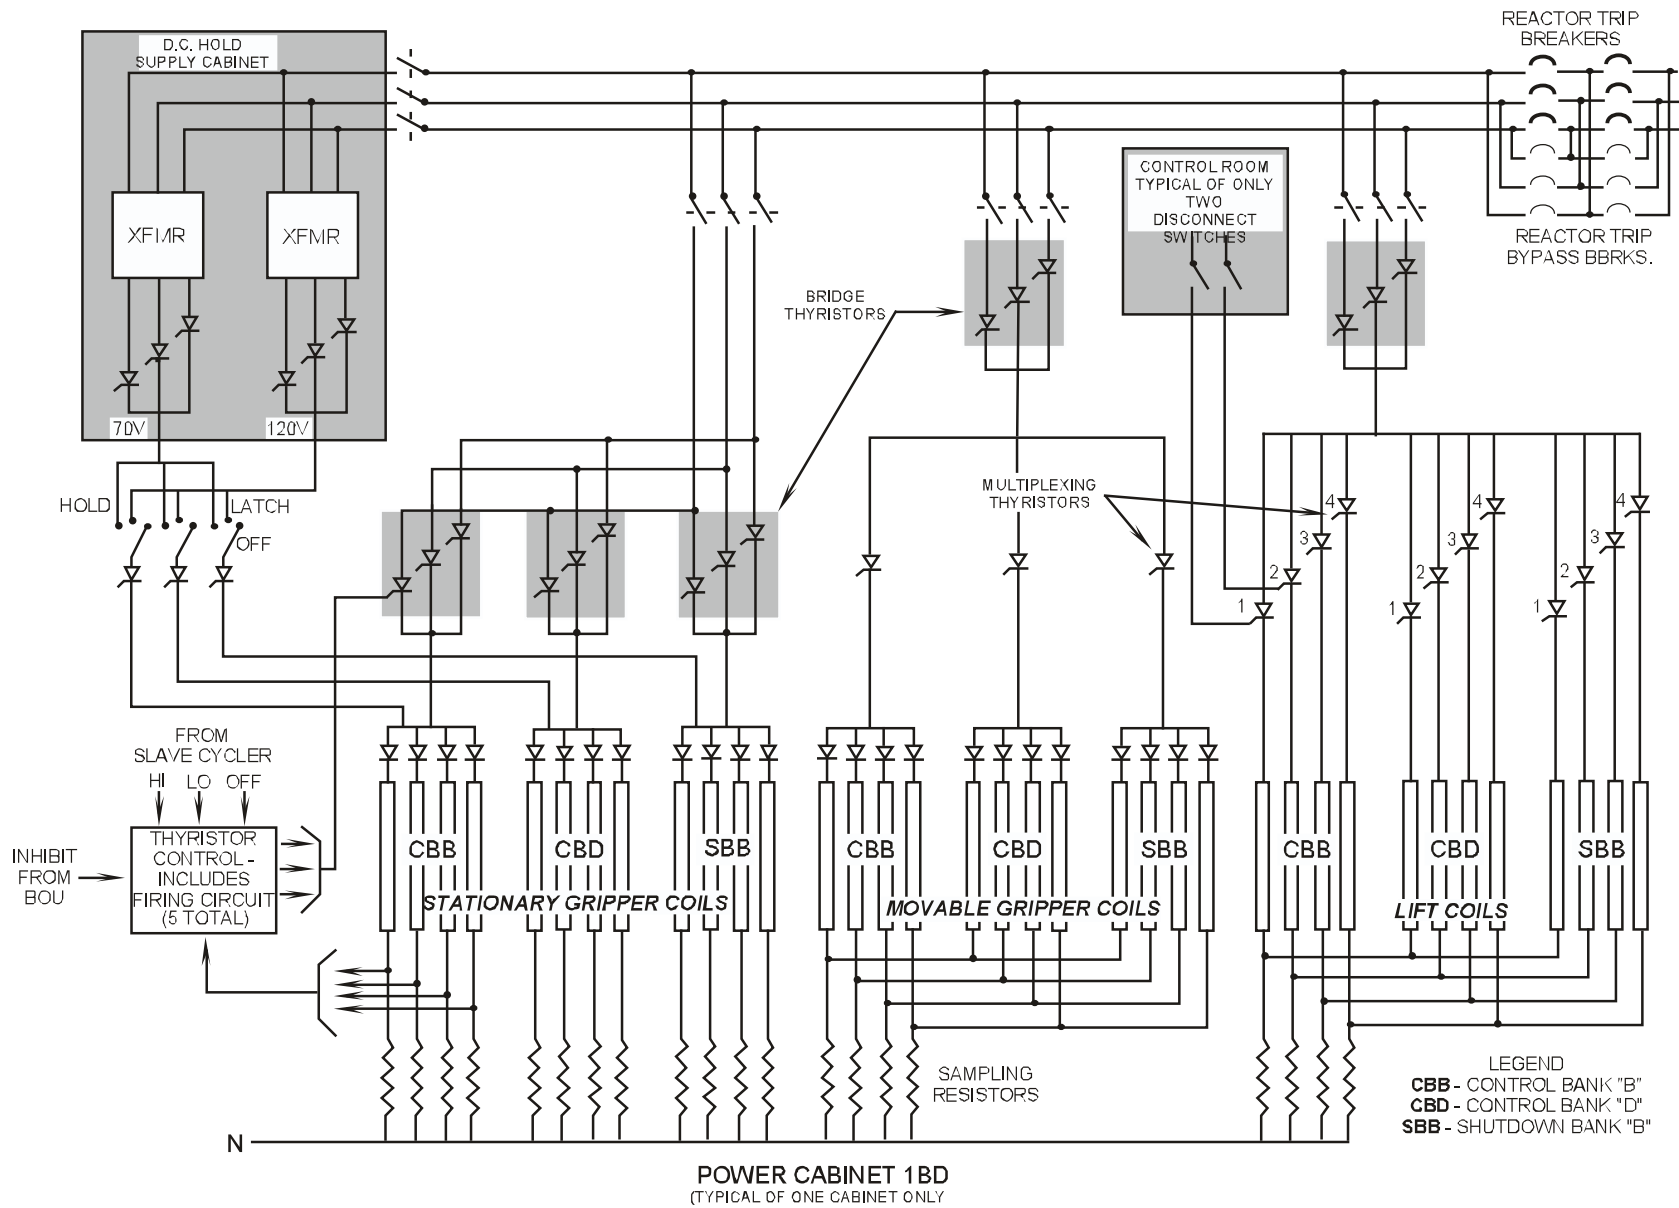 REACTOR TRIP
BREAKERS
D.C. HOLD
SUPPLY CABINET
CONTROL ROOM
TYPICAL OF ONLY
TWO
DISCONNECT
SWITCHES
XFMR
XFMR
REACTOR TRIP
BYPASS BBRKS.
BRIDGE
THYRISTORS
70V
120V
MULTIPLEXING
THYRISTORS
HOLD
LATCH
OFF
4
3
2
1
4
3
2
1
4
3
2
1
FROM
SLAVE CYCLER
HI LO OFF
THYRISTOR
CONTROL -
INCLUDES
FIRING CIRCUIT
(5 TOTAL)
INHIBIT
FROM
BOU
CBB
CBD
SBB
STATIONARY GRIPPER COILS
CBB
CBD
SBB
MOVABLE GRIPPER COILS
CBB
CBD
SBB
LIFT COILS
SAMPLING
RESISTORS
LEGEND
CBB - CONTROL BANK "B"
CBD - CONTROL BANK "D"
SBB - SHUTDOWN BANK "B"
N
POWER CABINET 1BD
(TYPICAL OF ONE CABINET ONLY